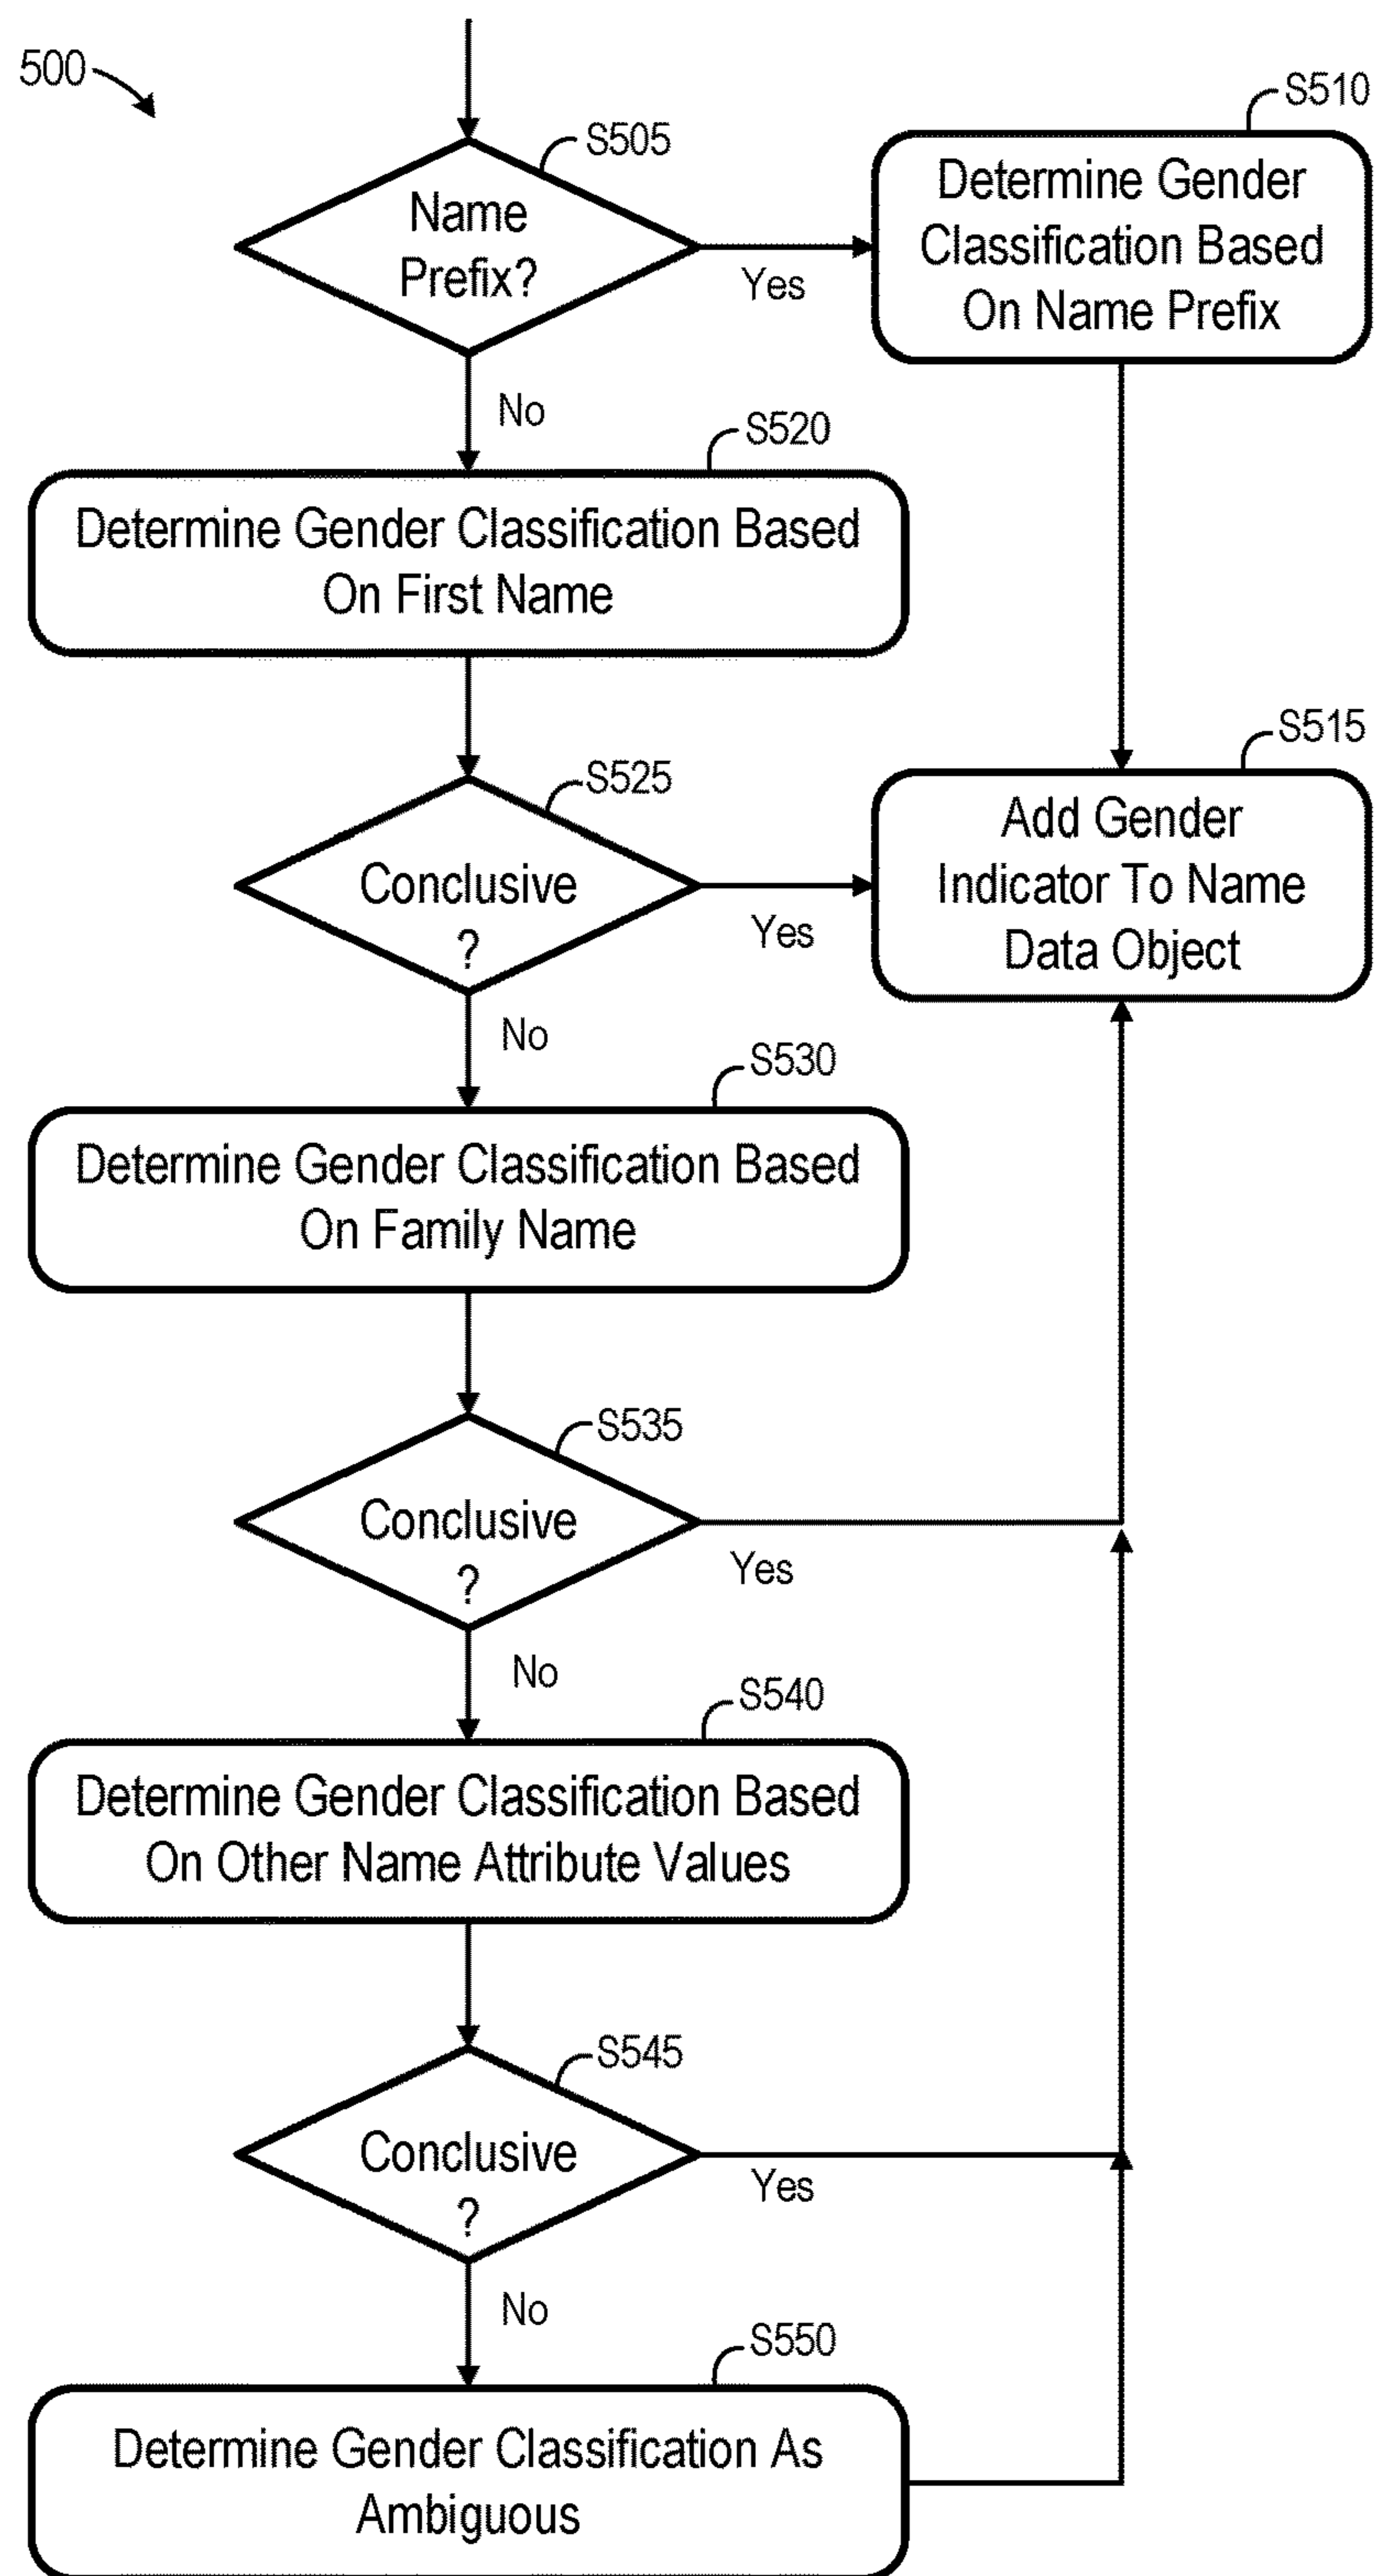 500
S505
Name
Prefix?
Yes
No
S510
Determine Gender
Classification Based
On Name Prefix
S520
Determine Gender Classification Based
On First Name
S525
Conclusive
?
Yes
No
S515
Add Gender
Indicator To Name
Data Object
S530
Determine Gender Classification Based
On Family Name
S535
Conclusive
?
Yes
No
S540
Determine Gender Classification Based
On Other Name Attribute Values
S545
Conclusive
?
Yes
No
S550
Determine Gender Classification As
Ambiguous